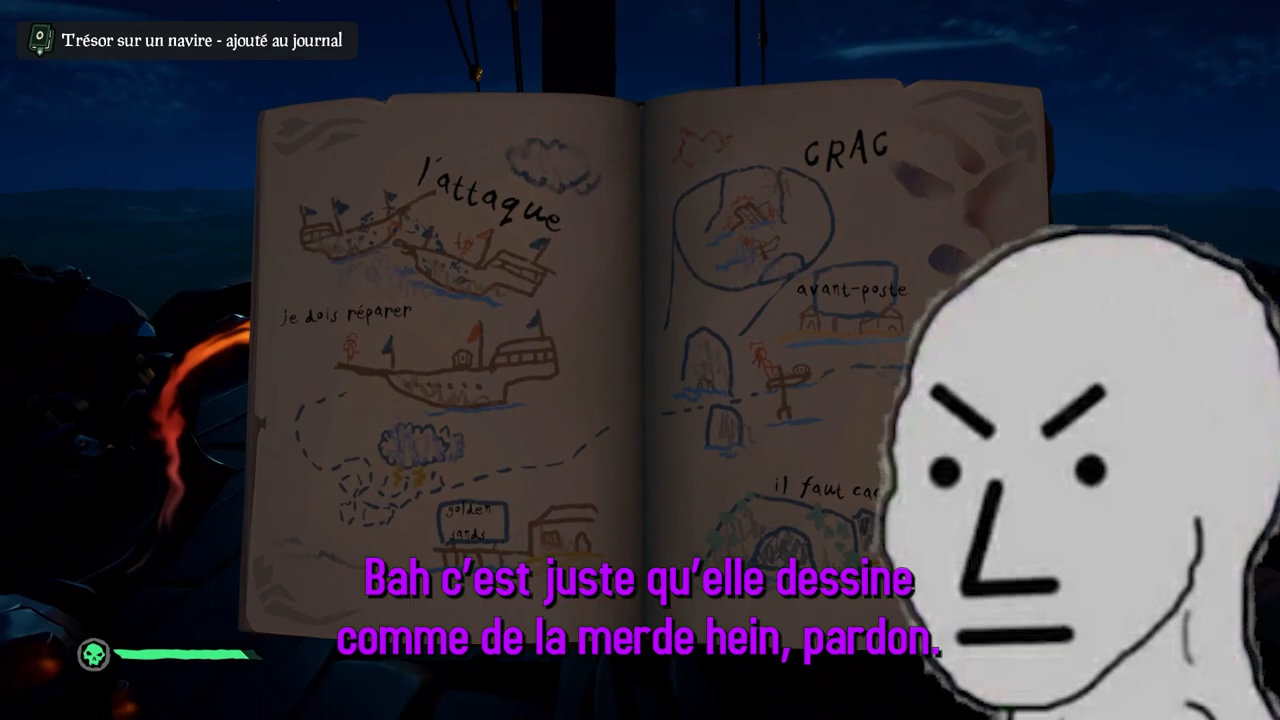 Trésor sur un navire - ajouté au journal
l'attaque
je dois réparer
golden
sands
CRAC
avant-poste
il faut
Bah c'est juste qu'elle dessine
comme de la merde hein, pardon.